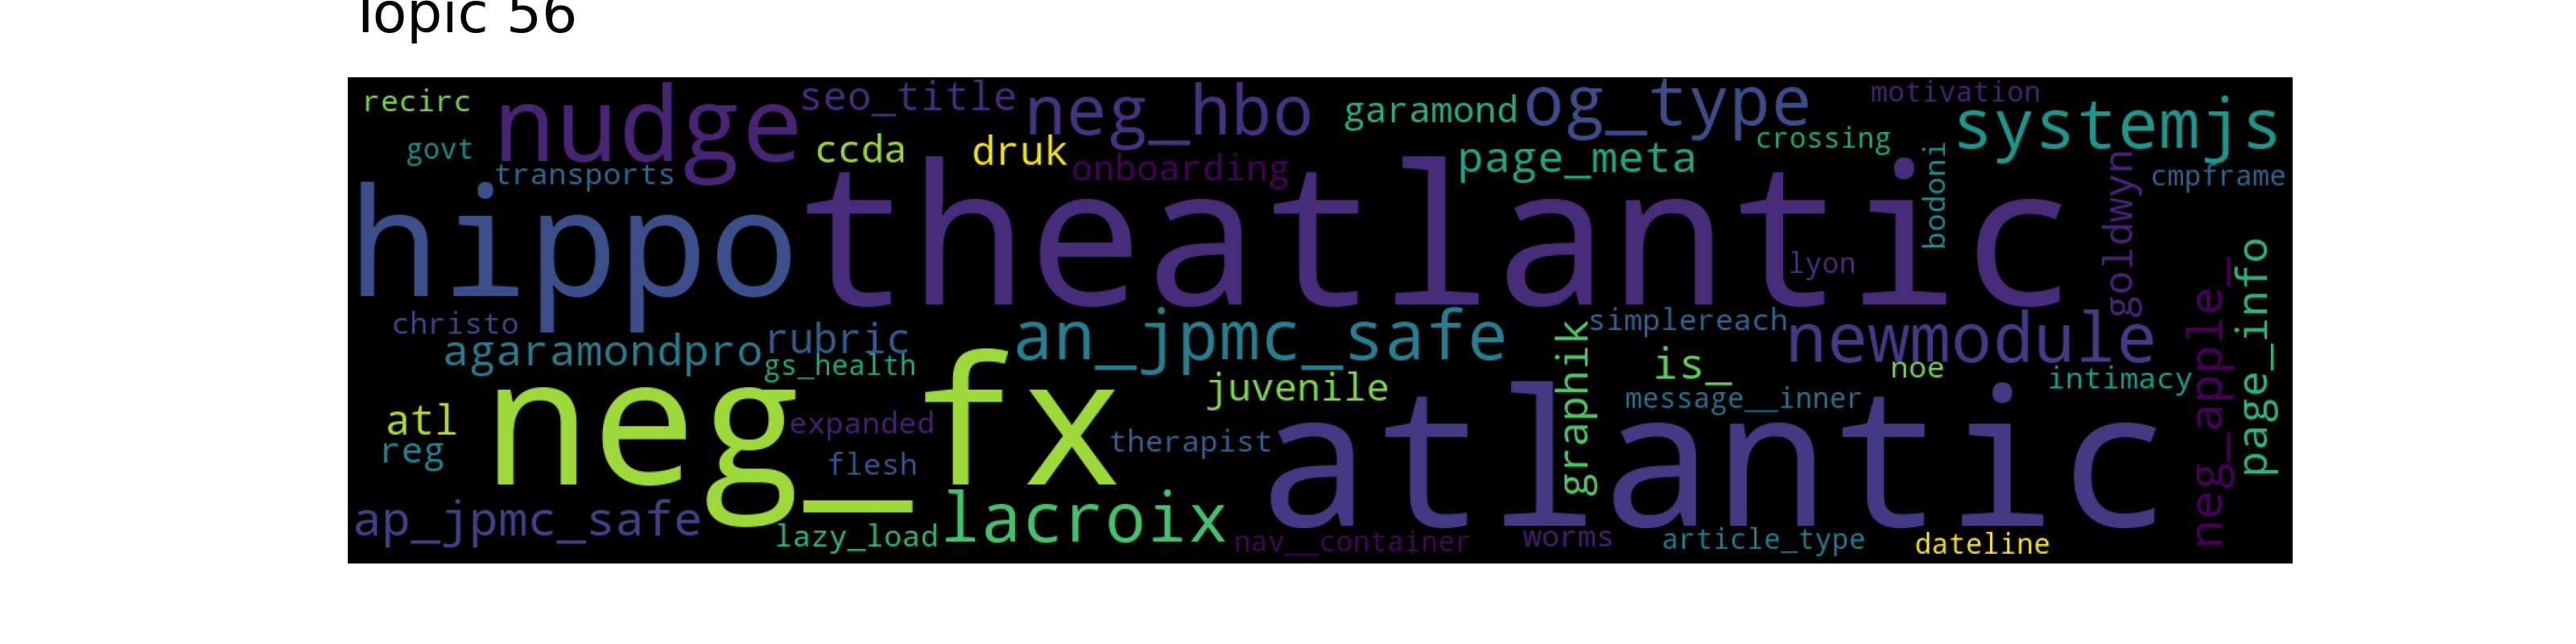 Topic 56
recirc
nudge
seo_title
neg_hbo
garamond
og_type
motivation
systemjs
govt
ccda
druk
onboarding
page_meta
crossing
transports
cmpframe
hippo
theatlantic
bodoni
goldwyn
lyon
christo
agaramondpro
rubric
gs_health
an_jpmc_safe
simplereach
newmodule
graphik
is_
noe
intimacy
neg_apple_
page_info
juvenile
message__inner
atl
reg
neg_fx
expanded
flesh
therapist
atlantic
ap_jpmc_safe
lazy_load
lacroix
nav__container
worms
article_type
dateline